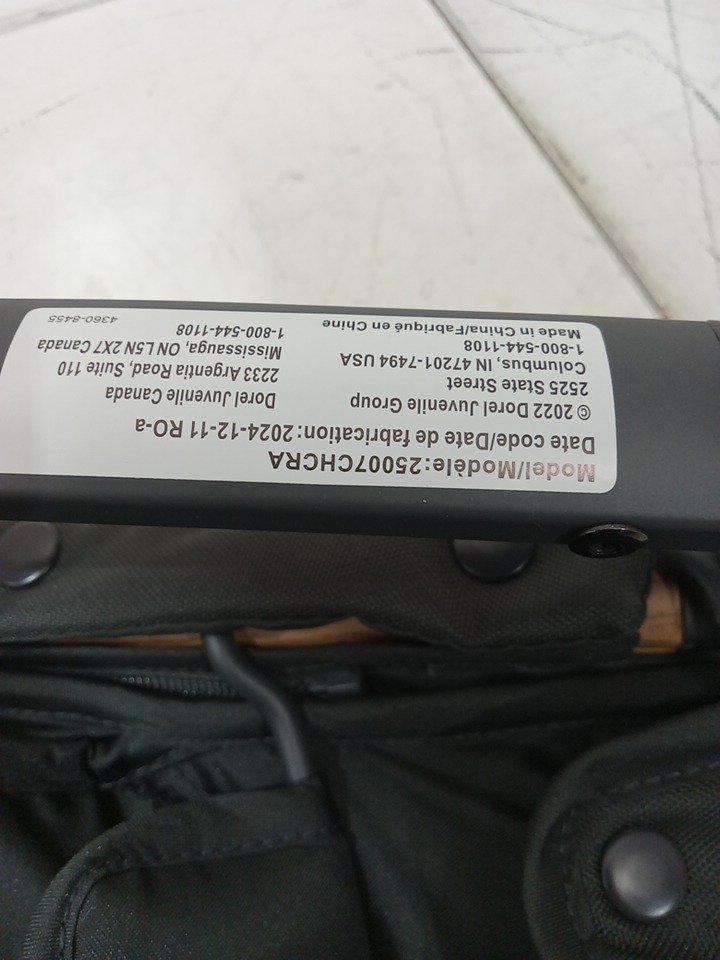 Model/Modèle:25007CHCRA
Date code/Date de fabrication: 2024-12-11 RO-a
© 2022 Dorel Juvenile Group
2525 State Street
Columbus, IN 47201-7494 USA
1-800-544-1108
Made in China/Fabriqué en Chine
Dorel Juvenile Canada
2233 Argentia Road, Suite 110
Mississauga, ON L5N 2X7 Canada
1-800-544-1108
4360-8455